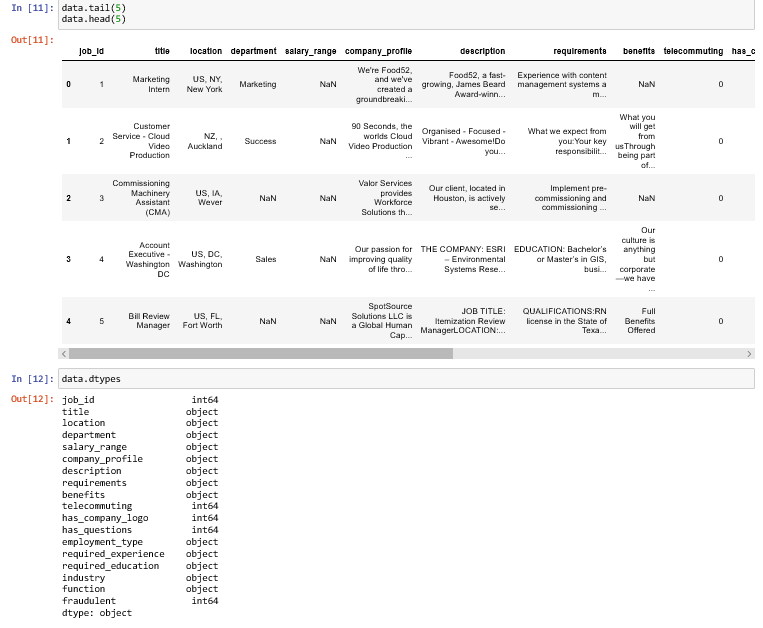 In [11]: data.tail(5)
data.head(5)
Out[11]:
job_id title location department salary_range company_profile description requirements benefits telecommuting has_c
We're Food52,
Marketing US, NY, and we've Food52, a fast- Experience with content
0 1 Marketing NaN growing, James Beard management systems a NaN 0
Intern New York created a Award-winn... m...
groundbreaki...
What you
Customer 90 Seconds, the will get
Service - Cloud NZ, , worlds Cloud Organised - Focused - What we expect from from
1 2 Success NaN Vibrant - Awesome!Do you:Your key usThrough 0
Video Auckland Video Production you... responsibilit... being part
Production ... of...
Commissioning Valor Services
Machinery US, IA, provides Our client, located in Implement pre-
2 3 NaN NaN Houston, is actively commissioning and NaN 0
Assistant Wever Workforce se... commissioning ...
(CMA) Solutions th...
Our
culture is
Account Our passion for THE COMPANY: ESRI EDUCATION: Bachelor's anything
Executive - US, DC, but
3 4 Sales NaN improving quality – Environmental or Master's in GIS, 0
Washington Washington of life thro... Systems Rese... busi... corporate
DC —we have
...
SpotSource
Bill Review US, FL, Solutions LLC is JOB TITLE: QUALIFICATIONS:RN Full
4 5 NaN NaN Itemization Review license in the State of Benefits 0
Manager Fort Worth a Global Human ManagerLOCATION:... Texa... Offered
Cap...
In [12]: data.dtypes
Out[12]: job_id int64
title object
location object
department object
salary_range object
company_profile object
description object
requirements object
benefits object
telecommuting int64
has_company_logo int64
has_questions int64
employment_type object
required_experience object
required_education object
industry object
function object
fraudulent int64
dtype: object